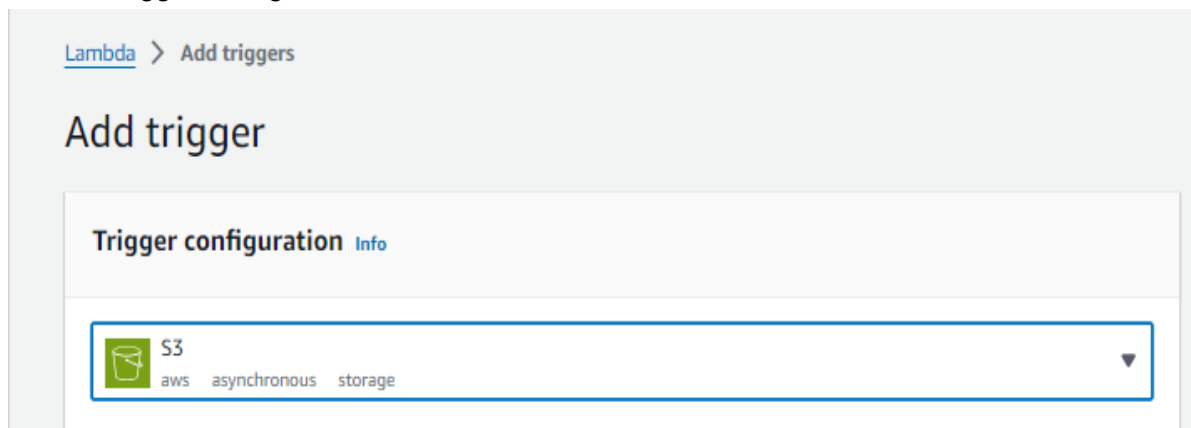 Lambda > Add triggers
Add trigger
Trigger configuration Info
S3
aws asynchronous storage